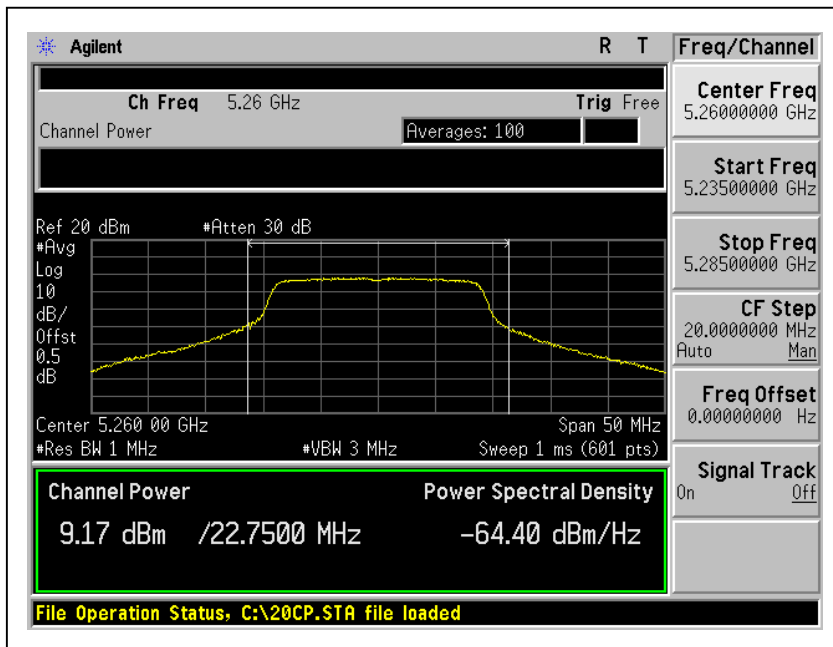 Agilent R T Freq/Channel
Ch Freq 5.26 GHz Trig Free
Channel Power Averages: 100
Ref 20 dBm #Atten 30 dB
#Avg
Log
10
dB/
Offst
0.5
dB
Center 5.260 00 GHz Span 50 MHz
#Res BW 1 MHz #VBW 3 MHz Sweep 1 ms (601 pts)
Channel Power Power Spectral Density
9.17 dBm /22.7500 MHz -64.40 dBm/Hz
File Operation Status, C:\20CP.STA file loaded
Center Freq
5.26000000 GHz
Start Freq
5.23500000 GHz
Stop Freq
5.28500000 GHz
CF Step
20.0000000 MHz
Auto Man
Freq Offset
0.00000000 Hz
Signal Track
On Off